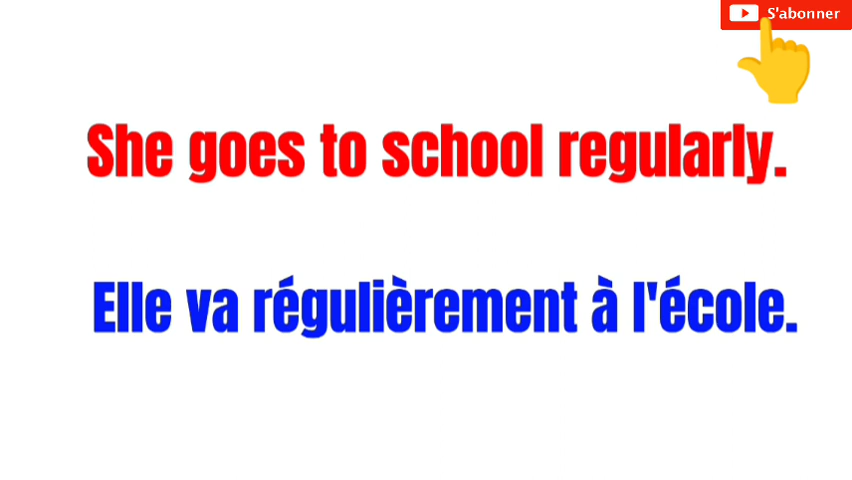 S'abonner
She goes to school regularly.
Elle va régulièrement à l'école.